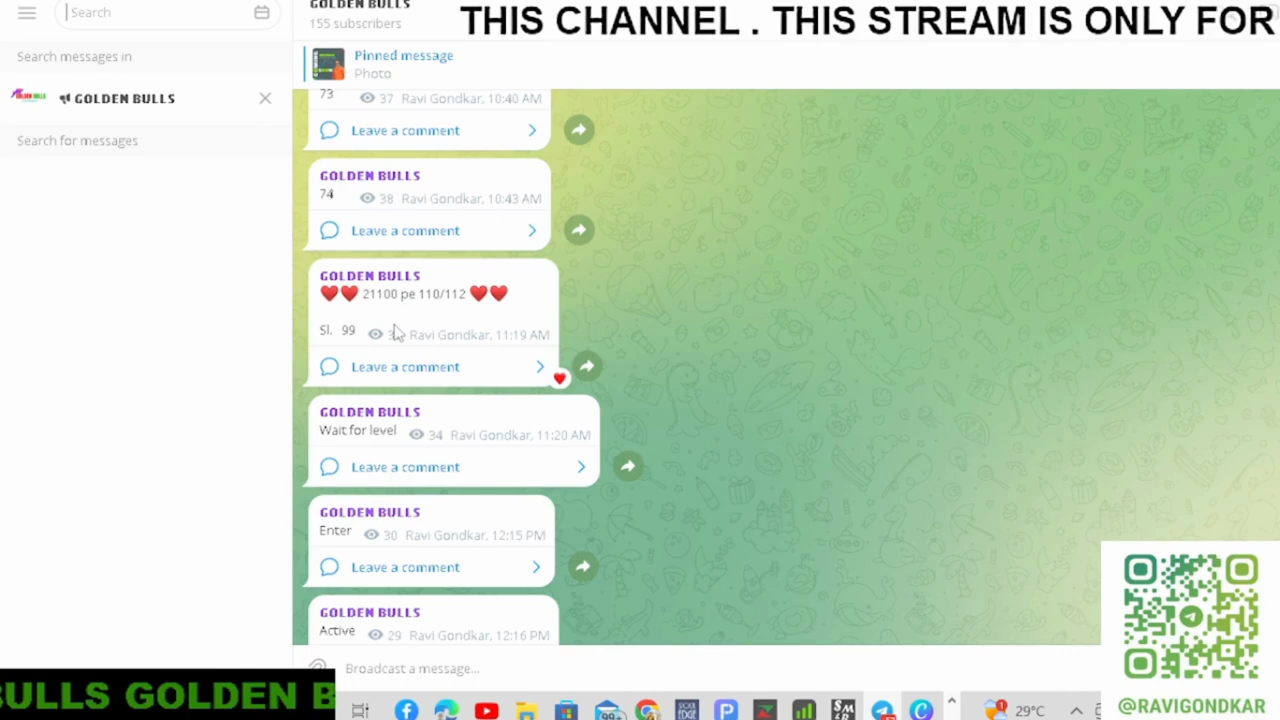 Search
Search messages in
GOLDEN BULLS
Search for messages
GOLDEN BULLS
155 subscribers
THIS CHANNEL . THIS STREAM IS ONLY FOR
Pinned message
Photo
73 37 Ravi Gondkar, 10:40 AM
Leave a comment
GOLDEN BULLS
74 38 Ravi Gondkar, 10:43 AM
Leave a comment
GOLDEN BULLS
❤️❤️ 21100 pe 110/112 ❤️❤️
Sl. 99 Ravi Gondkar, 11:19 AM
Leave a comment
GOLDEN BULLS
Wait for level 34 Ravi Gondkar, 11:20 AM
Leave a comment
GOLDEN BULLS
Enter 30 Ravi Gondkar, 12:15 PM
Leave a comment
GOLDEN BULLS
Active 29 Ravi Gondkar, 12:16 PM
Broadcast a message...
BULLS GOLDEN B
99+
29°C
@RAVIGONDKAR